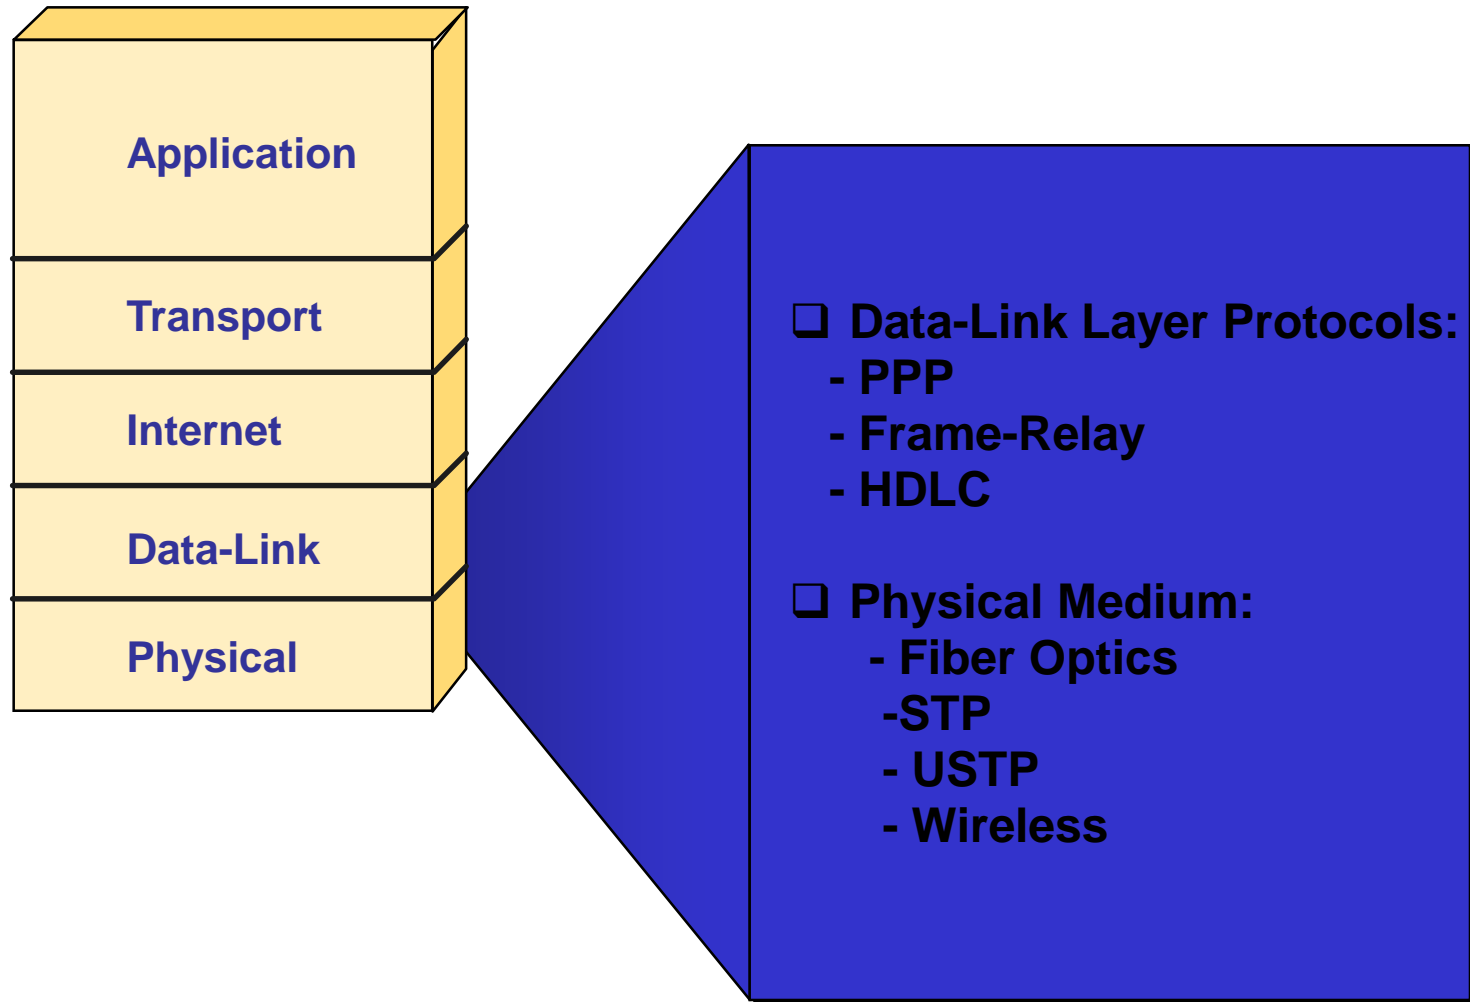 Application
Transport
Internet
Data-Link
Physical
❑ Data-Link Layer Protocols:
- PPP
- Frame-Relay
- HDLC
❑ Physical Medium:
- Fiber Optics
-STP
- USTP
- Wireless